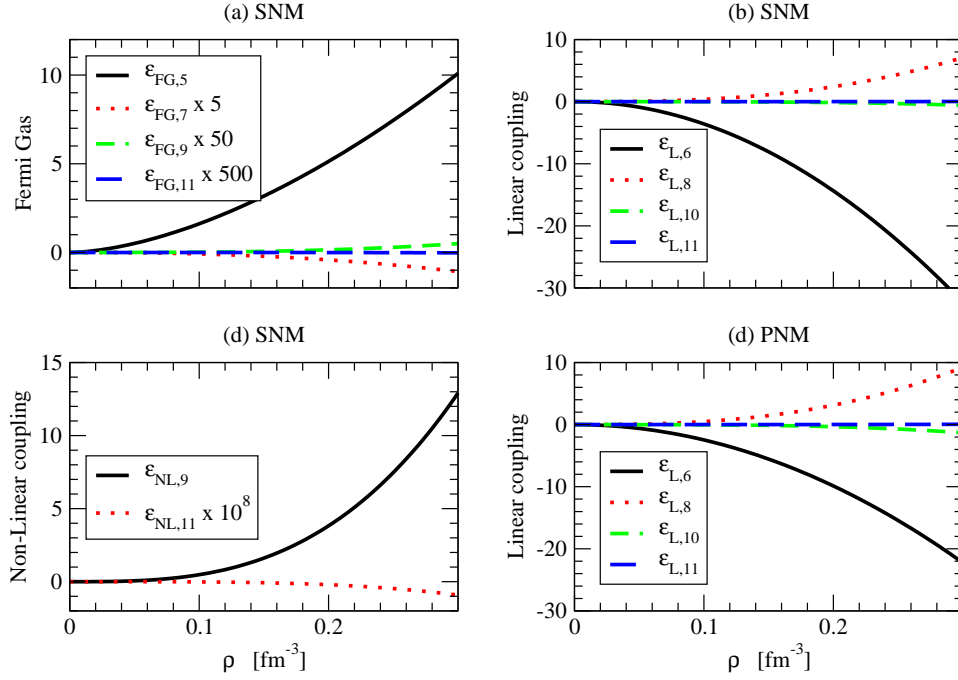 (a) SNM
Fermi Gas
10
5
0
ε_FG,5
ε_FG,7 x 5
ε_FG,9 x 50
ε_FG,11 x 500
(b) SNM
Linear coupling
10
0
-10
-20
-30
ε_L,6
ε_L,8
ε_L,10
ε_L,11
(d) SNM
Non-Linear coupling
15
10
5
0
ε_NL,9
ε_NL,11 x 10^8
0
0.1
0.2
ρ [fm^-3]
(d) PNM
Linear coupling
10
0
-10
-20
-30
ε_L,6
ε_L,8
ε_L,10
ε_L,11
0
0.1
0.2
ρ [fm^-3]